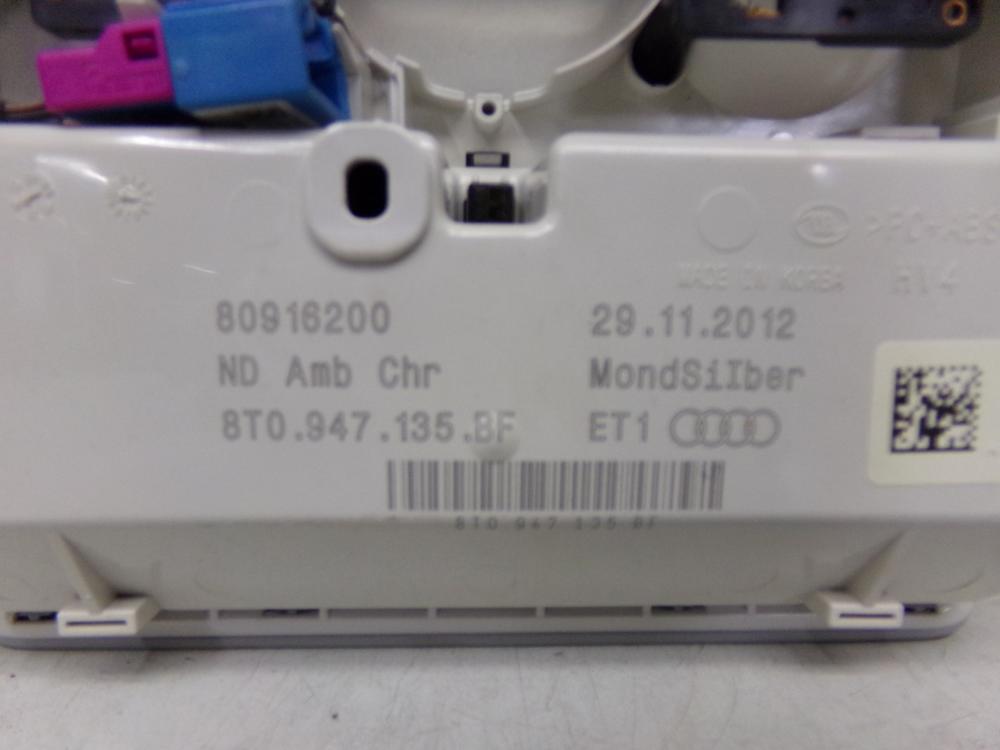 MADE IN KOREA HV4
80916200 29.11.2012
ND Amb Chr MondSilber
8T0.947.135.BF ET1
8T0 947 135 BF